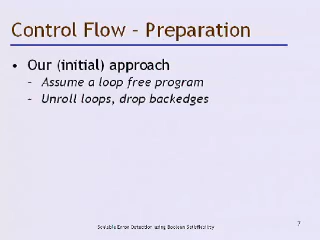 Control Flow – Preparation
• Our (initial) approach
– Assume a loop free program
– Unroll loops, drop backedges
Scalable Error Detection using Boolean Satisfiability
7